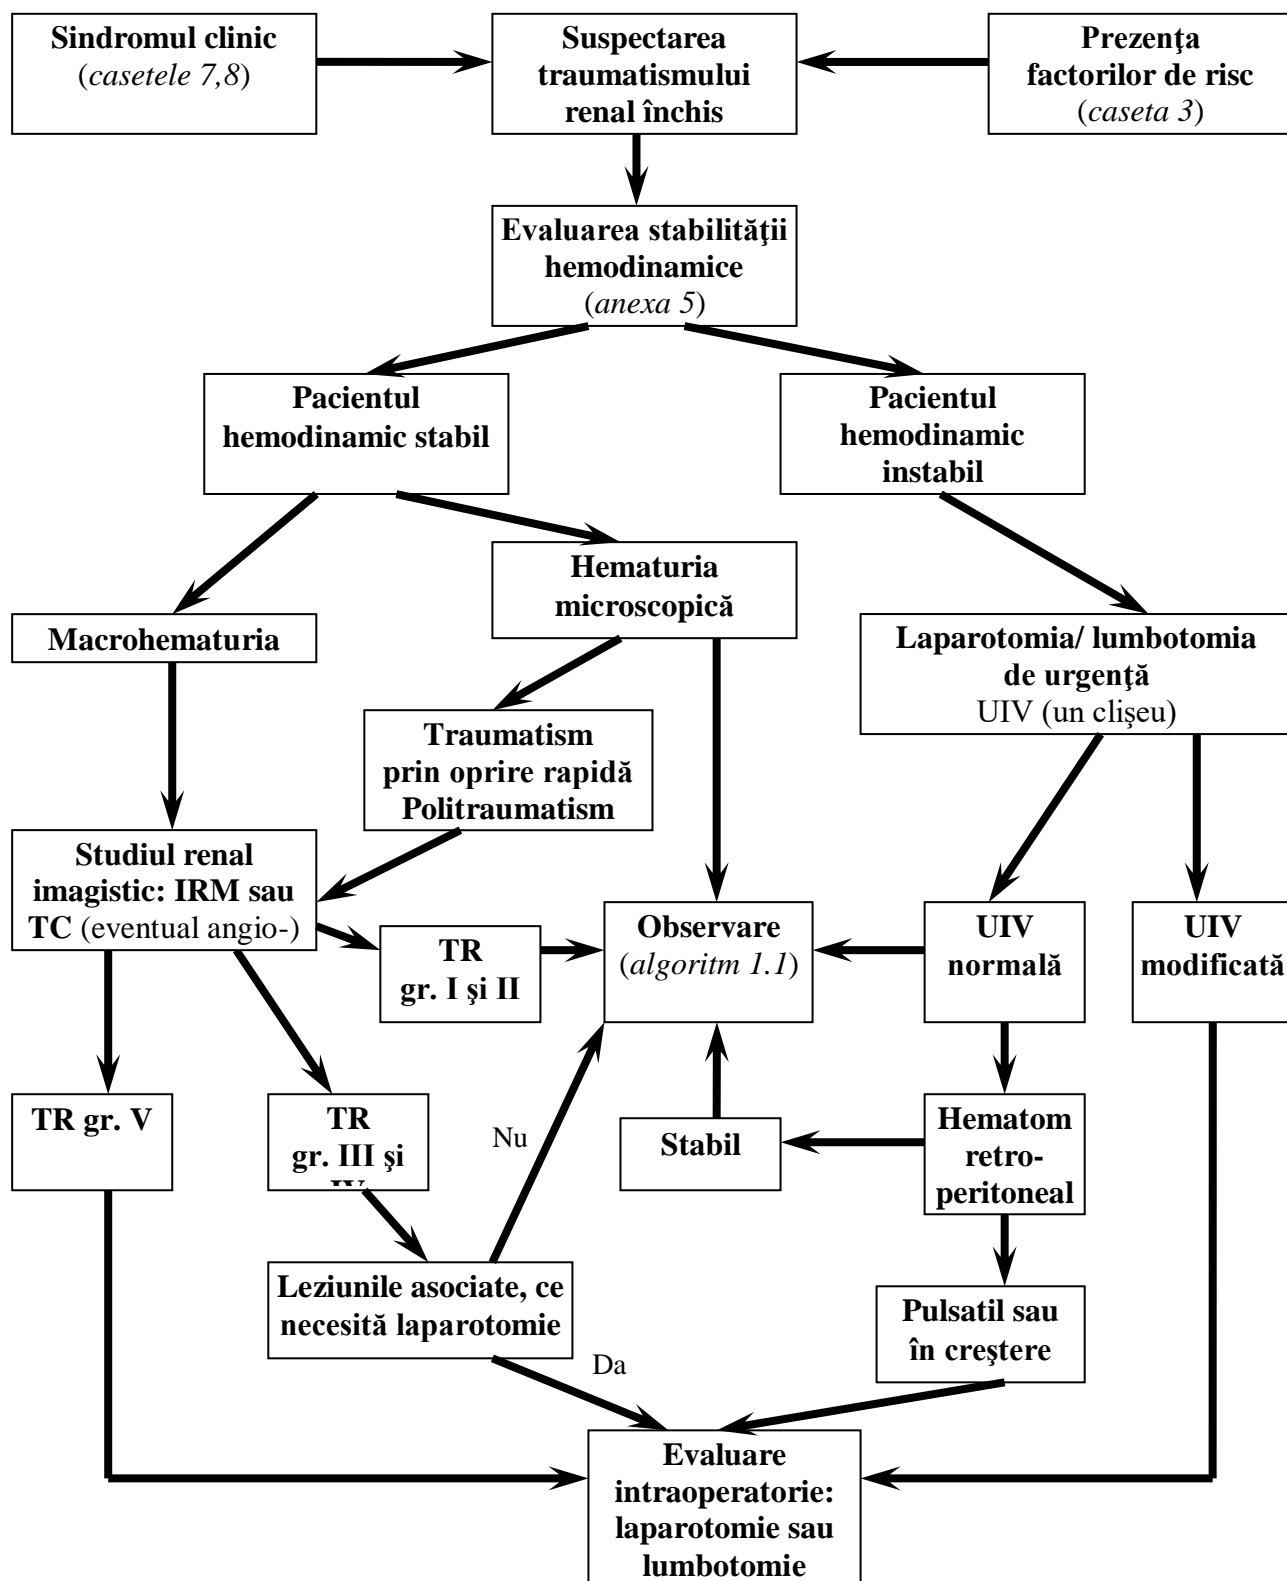 Sindromul clinic
(casetele 7,8)
Suspectarea
traumatismului
renal închis
Prezenţa
factorilor de risc
(caseta 3)
Evaluarea stabilităţii
hemodinamice
(anexa 5)
Pacientul
hemodinamic stabil
Pacientul
hemodinamic
instabil
Hematuria
microscopică
Macrohematuria
Laparotomia/ lumbotomia
de urgenţă
UIV (un clişeu)
Traumatism
prin oprire rapidă
Politraumatism
Studiul renal
imagistic: IRM sau
TC (eventual angio-)
TR
gr. I şi II
Observare
(algoritm 1.1)
UIV
normală
UIV
modificată
TR gr. V
TR
gr. III şi
IV
Nu
Stabil
Hematom
retro-
peritoneal
Leziunile asociate, ce
necesită laparotomie
Pulsatil sau
în creştere
Da
Evaluare
intraoperatorie:
laparotomie sau
lumbotomie